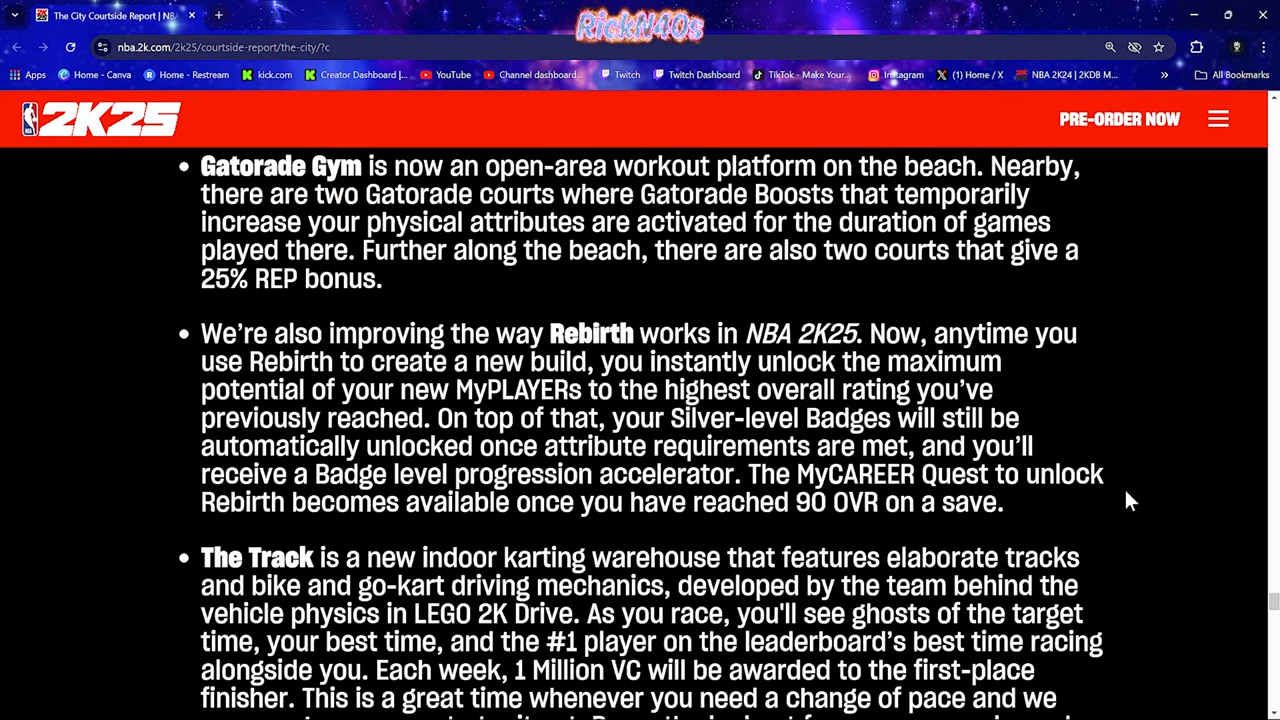 The City Courtside Report | NBA
RickN40s
nba.2k.com/2k25/courtside-report/the-city/?c
Apps
Home - Canva
Home - Restream
kick.com
Creator Dashboard |...
YouTube
Channel dashboard...
Twitch
Twitch Dashboard
TikTok - Make Your...
Instagram
(1) Home / X
NBA 2K24 | 2KDB M...
»
All Bookmarks
NBA 2K25
PRE-ORDER NOW
• Gatorade Gym is now an open-area workout platform on the beach. Nearby,
there are two Gatorade courts where Gatorade Boosts that temporarily
increase your physical attributes are activated for the duration of games
played there. Further along the beach, there are also two courts that give a
25% REP bonus.
• We’re also improving the way Rebirth works in NBA 2K25. Now, anytime you
use Rebirth to create a new build, you instantly unlock the maximum
potential of your new MyPLAYERs to the highest overall rating you’ve
previously reached. On top of that, your Silver-level Badges will still be
automatically unlocked once attribute requirements are met, and you’ll
receive a Badge level progression accelerator. The MyCAREER Quest to unlock
Rebirth becomes available once you have reached 90 OVR on a save.
• The Track is a new indoor karting warehouse that features elaborate tracks
and bike and go-kart driving mechanics, developed by the team behind the
vehicle physics in LEGO 2K Drive. As you race, you'll see ghosts of the target
time, your best time, and the #1 player on the leaderboard’s best time racing
alongside you. Each week, 1 Million VC will be awarded to the first-place
finisher. This is a great time whenever you need a change of pace and we